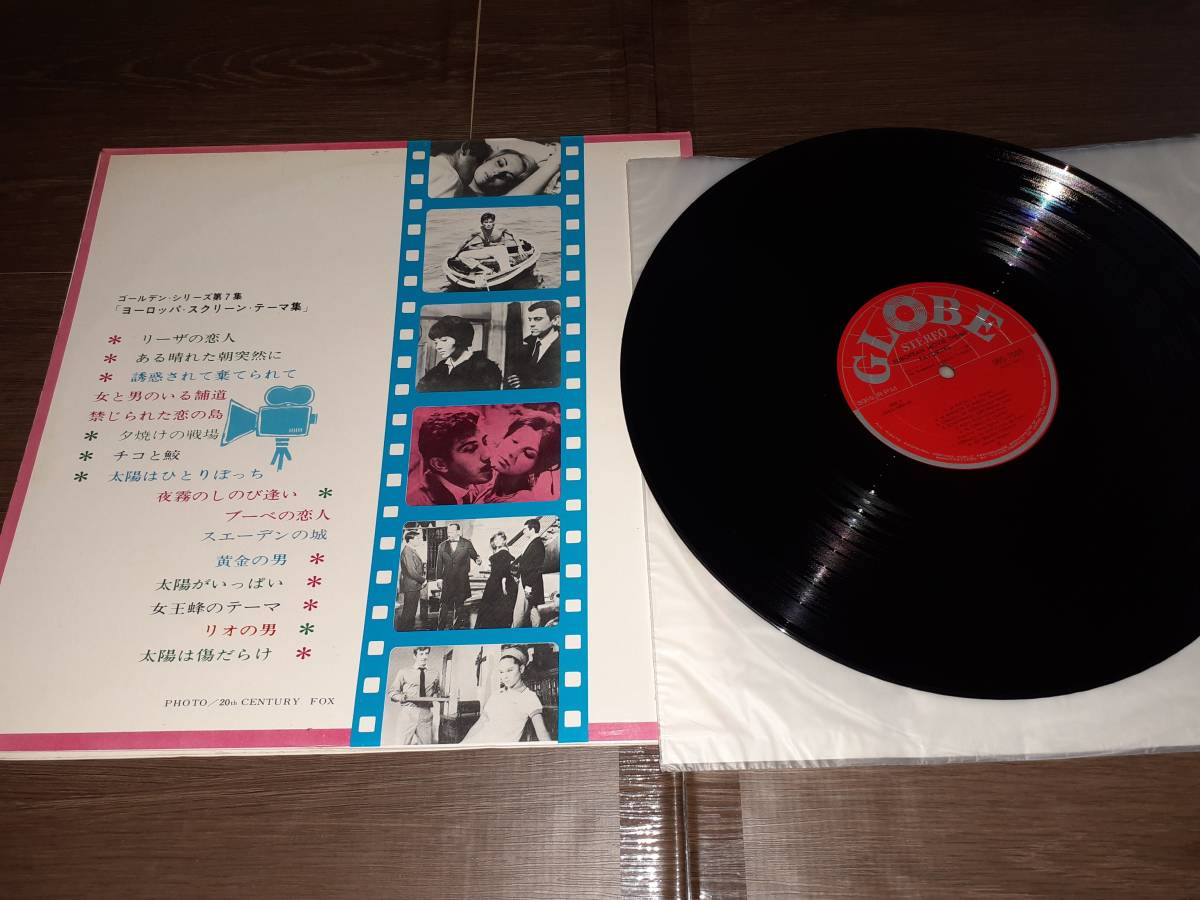 ゴールデン・シリーズ第7集
「ヨーロッパ・スクリーン・テーマ集」
* リーザの恋人
* ある晴れた朝突然に
* 誘惑されて棄てられて
女と男のいる舗道
禁じられた恋の島
* 夕焼けの戦場
* チコと鮫
* 太陽はひとりぼっち
夜霧のしのび逢い *
ブーベの恋人
スエーデンの城
黄金の男 *
太陽がいっぱい *
女王蜂のテーマ *
リオの男 *
太陽は傷だらけ *
PHOTO/20th CENTURY FOX
GLOBE
STEREO